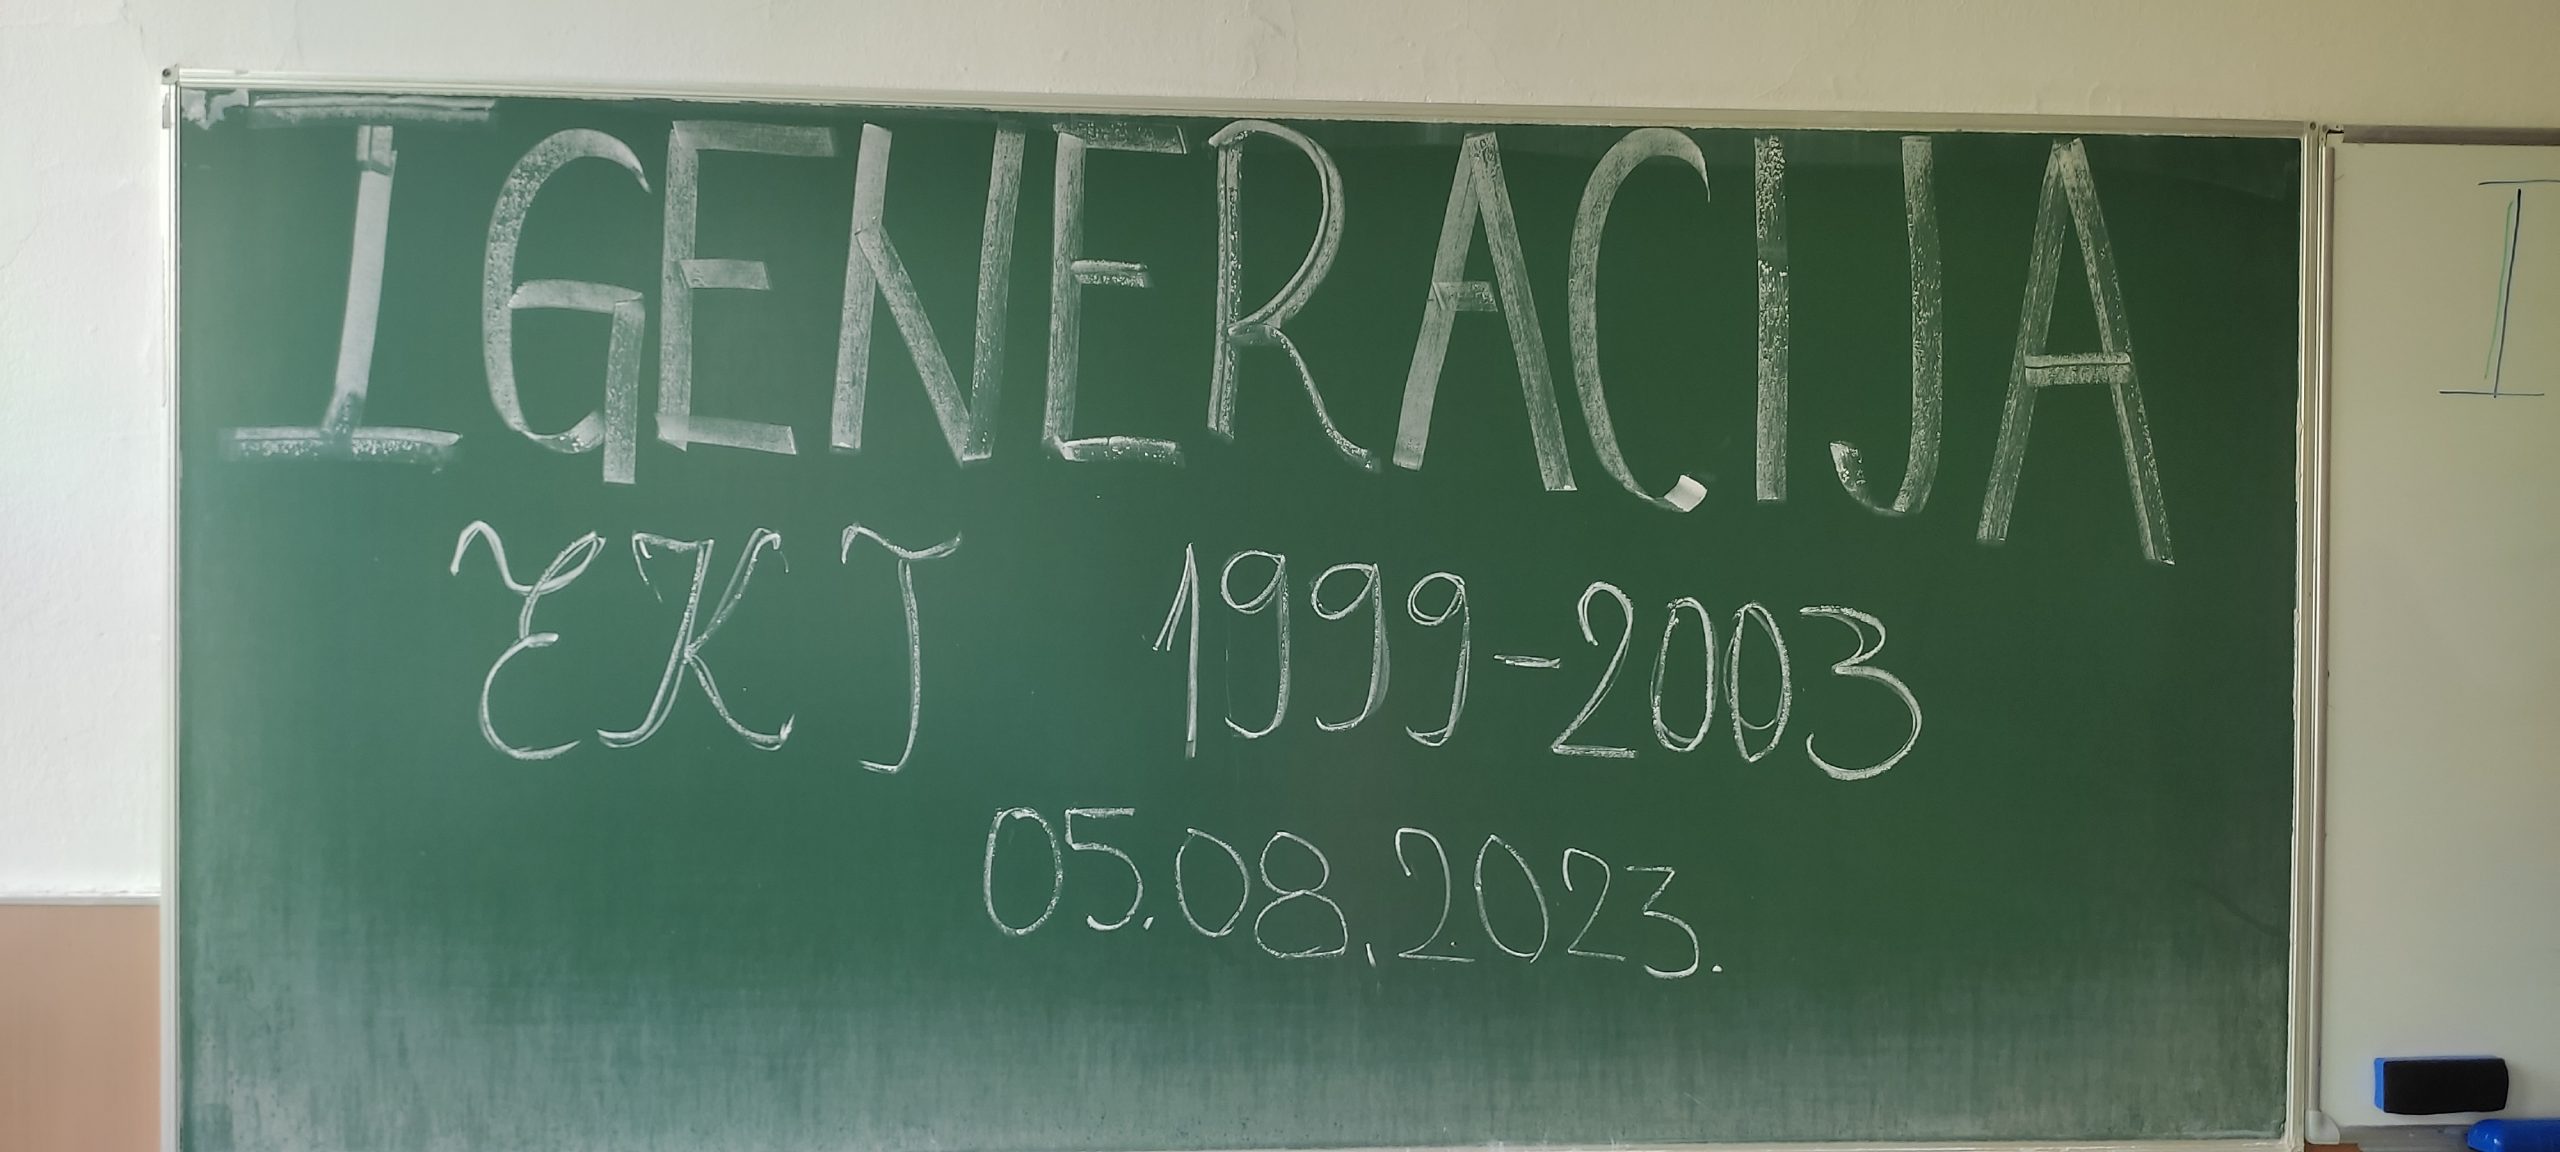 I GENERACIJA
EKT 1999-2003
05.08.2023.
I